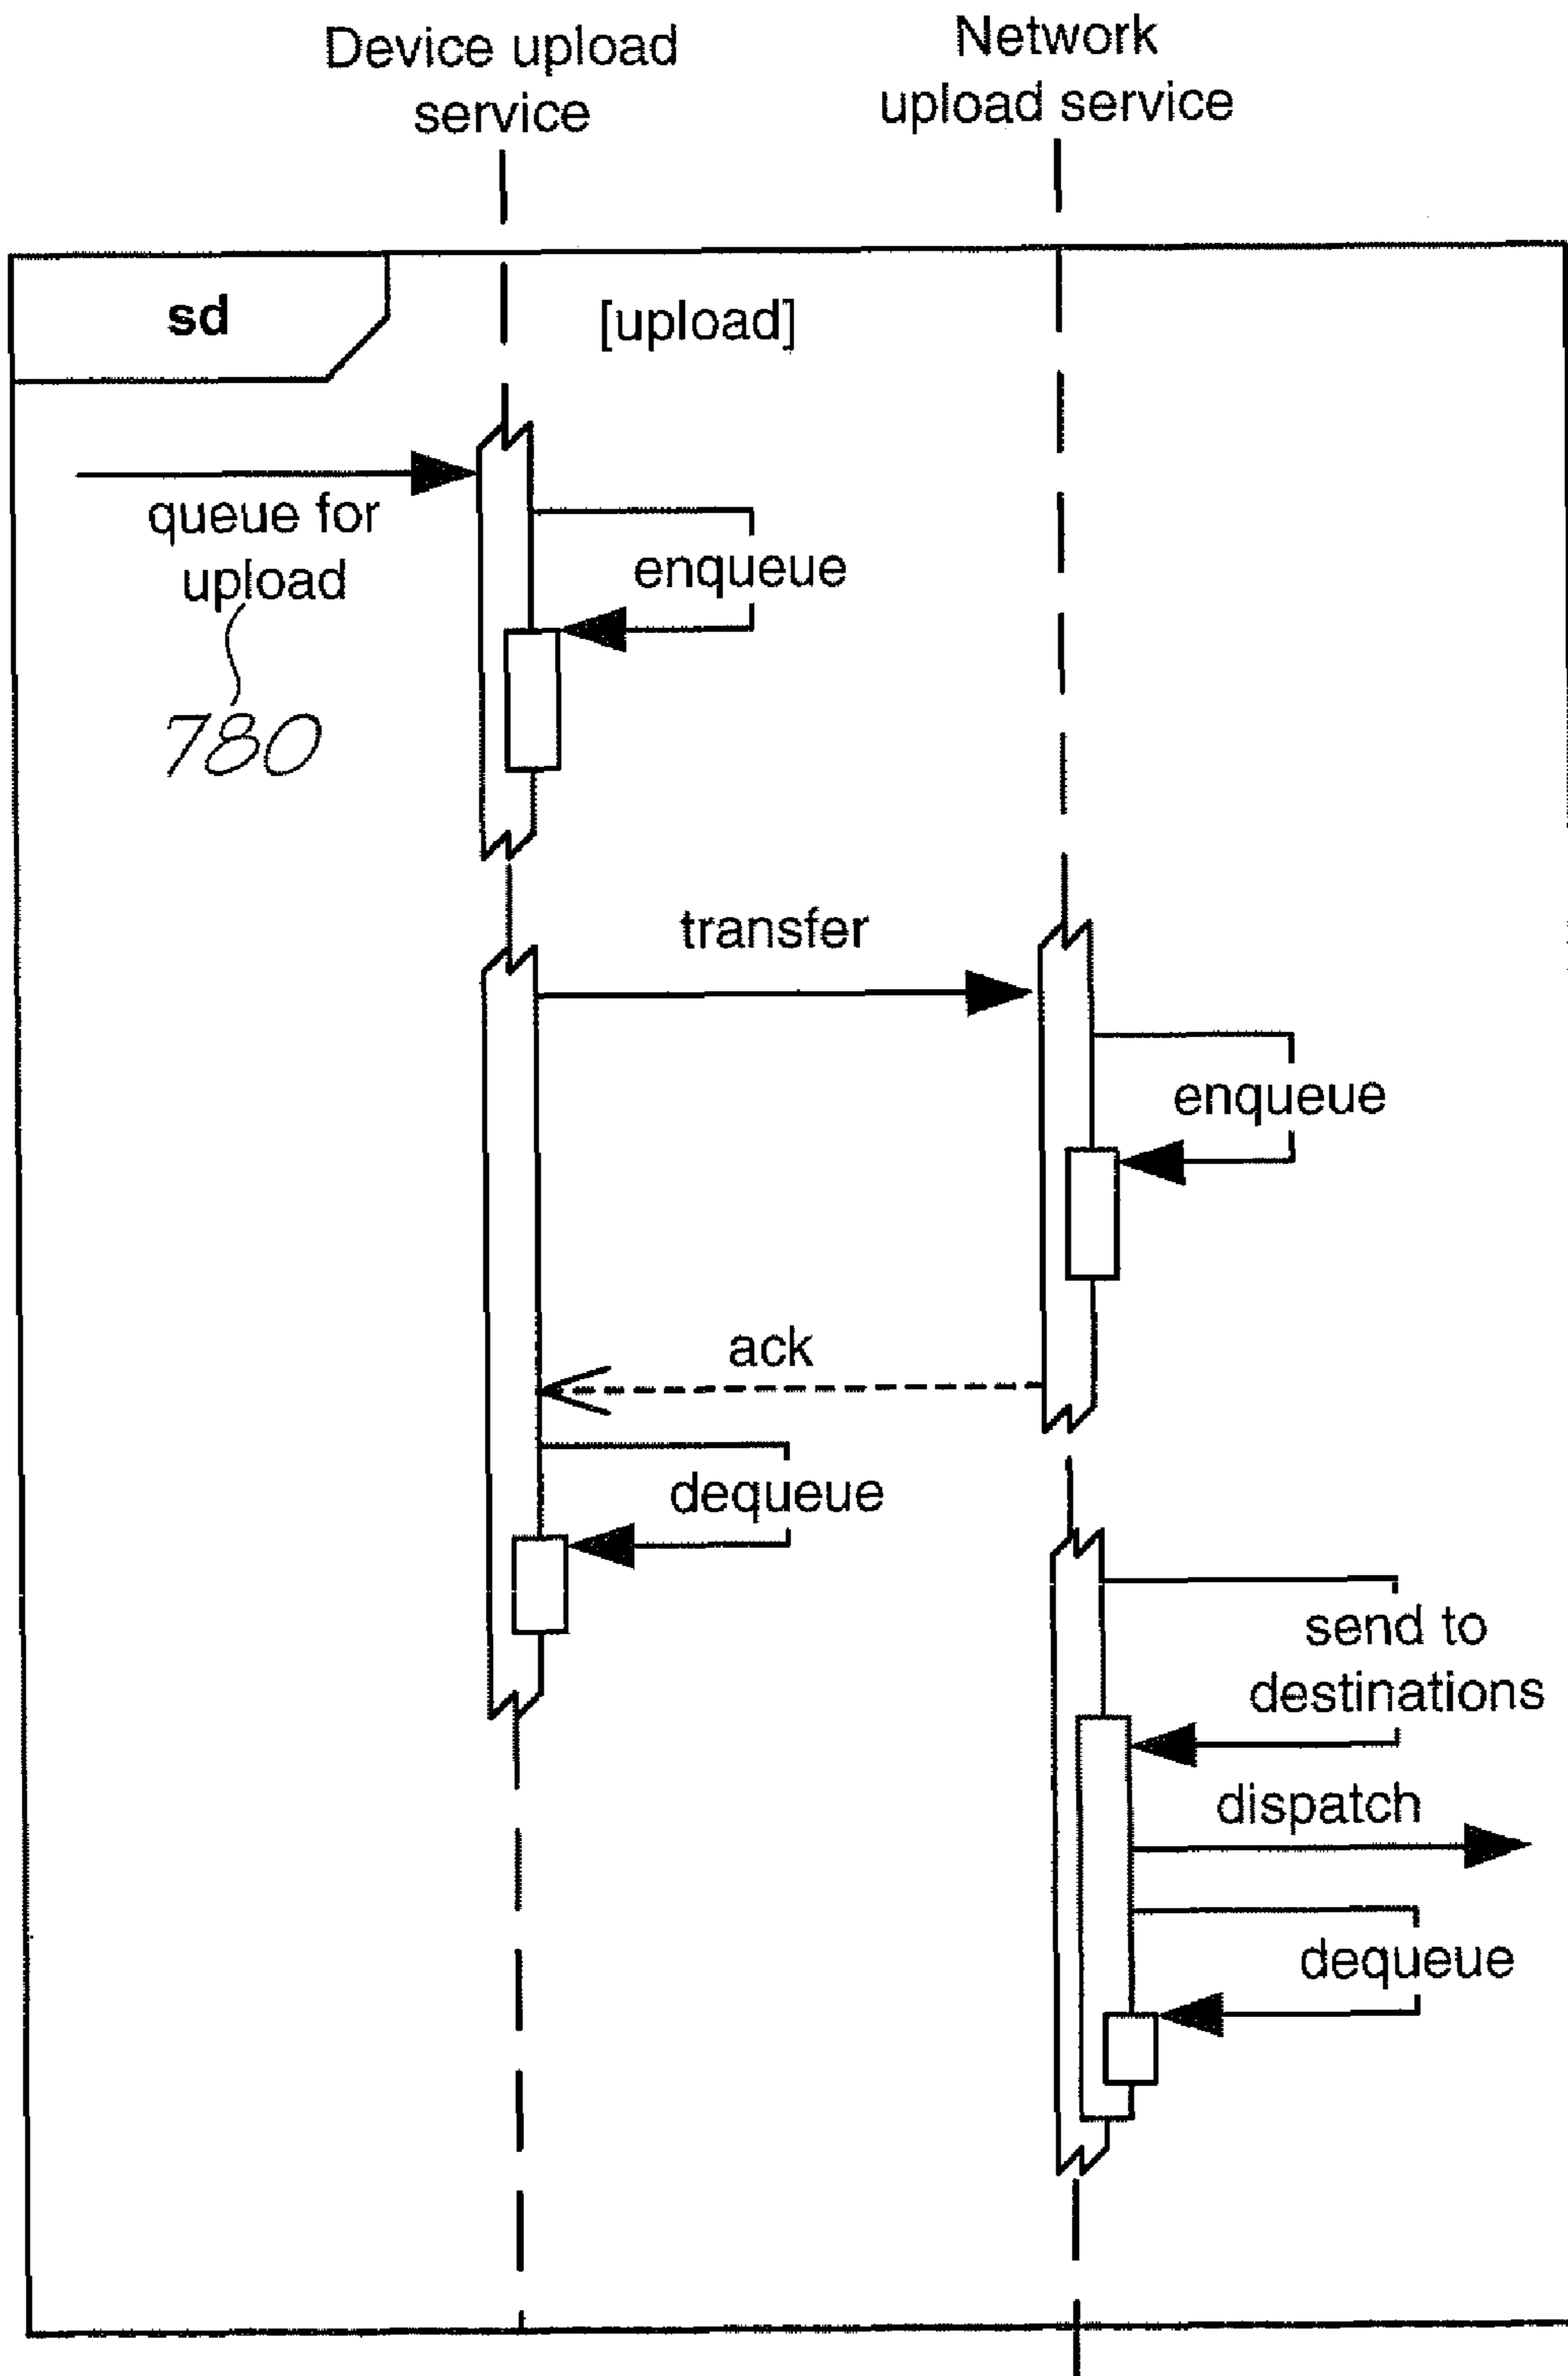 Device upload
service
Network
upload service
sd
[upload]
queue for
upload
780
enqueue
transfer
enqueue
ack
dequeue
send to
destinations
dispatch
dequeue